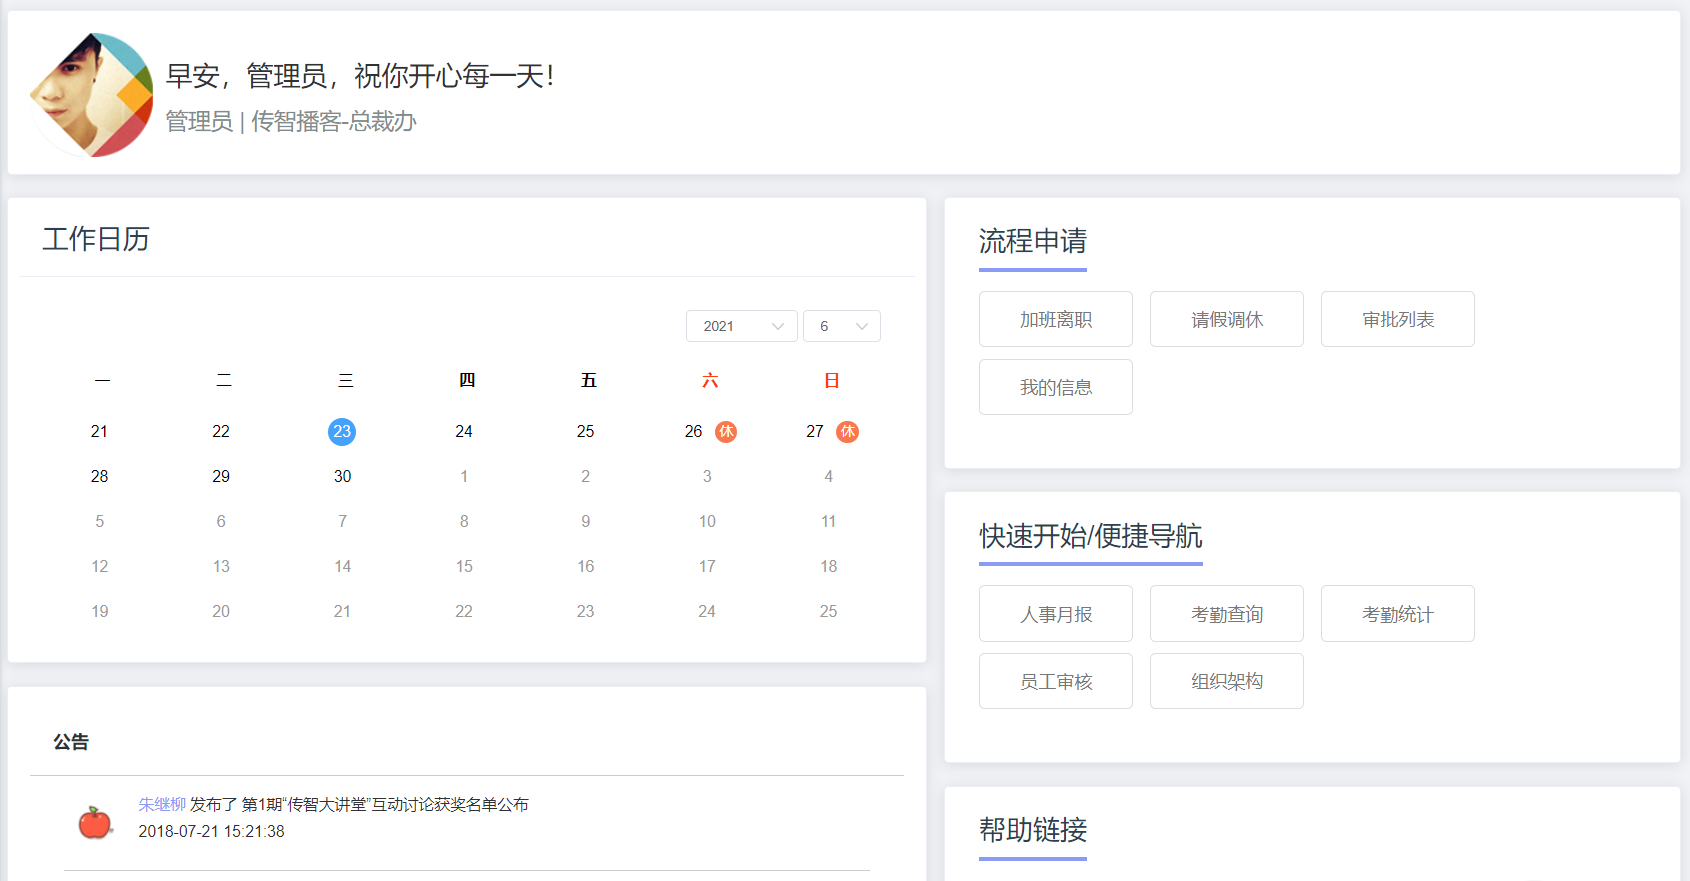 早安，管理员，祝你开心每一天！
管理员 | 传智播客-总裁办
工作日历
2021 6
一 二 三 四 五 六 日
21 22 23 24 25 26 休 27 休
28 29 30 1 2 3 4
5 6 7 8 9 10 11
12 13 14 15 16 17 18
19 20 21 22 23 24 25
公告
朱继柳 发布了 第1期“传智大讲堂”互动讨论获奖名单公布
2018-07-21 15:21:38
流程申请
加班离职 请假调休 审批列表
我的信息
快速开始/便捷导航
人事月报 考勤查询 考勤统计
员工审核 组织架构
帮助链接